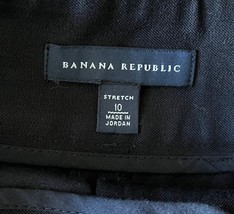 BANANA REPUBLIC
STRETCH
10
MADE IN
JORDAN